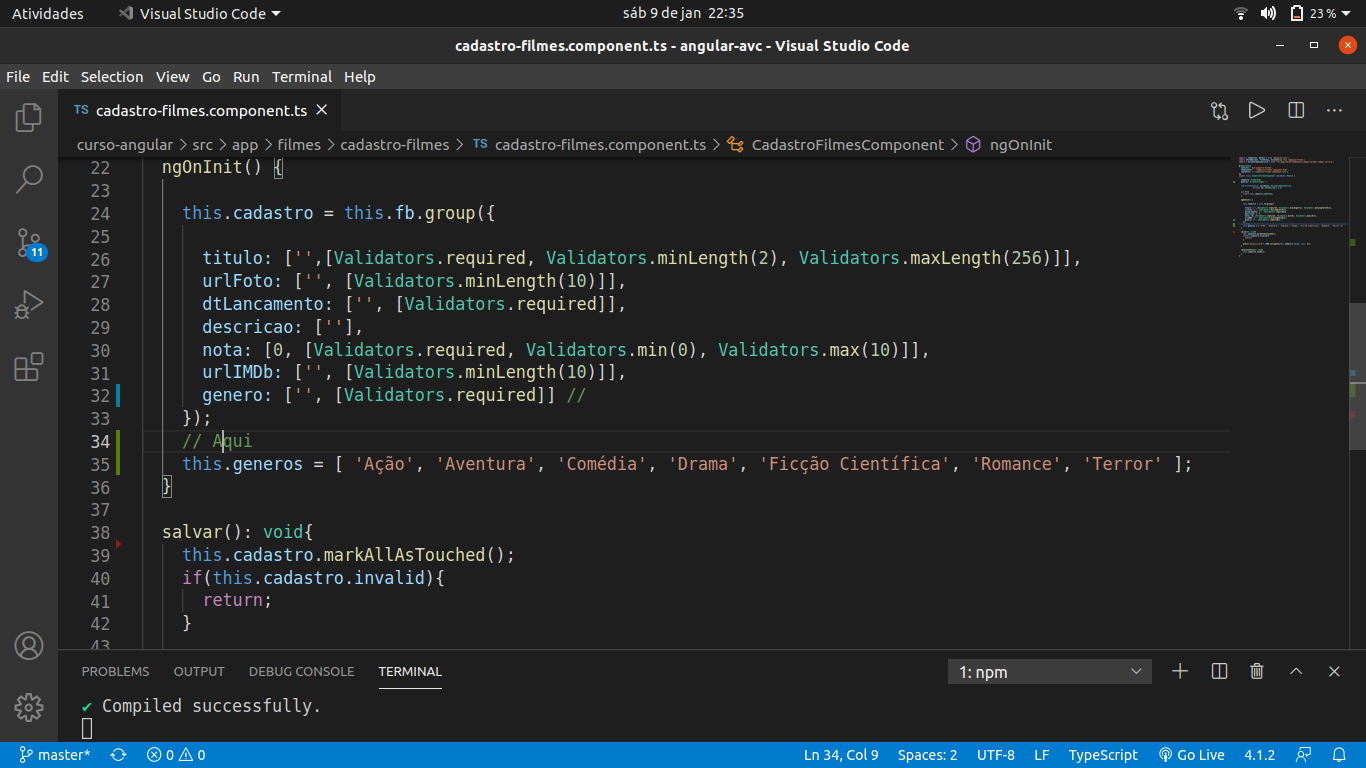 Atividades Visual Studio Code sáb 9 de jan 22:35 23 %
cadastro-filmes.component.ts - angular-avc - Visual Studio Code
File Edit Selection View Go Run Terminal Help
TS cadastro-filmes.component.ts
curso-angular > src > app > filmes > cadastro-filmes > TS cadastro-filmes.component.ts > CadastroFilmesComponent > ngOnInit
22 ngOnInit() {
23
24 this.cadastro = this.fb.group({
25
26 titulo: ['',[Validators.required, Validators.minLength(2), Validators.maxLength(256)]],
27 urlFoto: ['', [Validators.minLength(10)]],
28 dtLancamento: ['', [Validators.required]],
29 descricao: [''],
30 nota: [0, [Validators.required, Validators.min(0), Validators.max(10)]],
31 urlIMDb: ['', [Validators.minLength(10)]],
32 genero: ['', [Validators.required]] //
33 });
34 // Aqui
35 this.generos = [ 'Ação', 'Aventura', 'Comédia', 'Drama', 'Ficção Científica', 'Romance', 'Terror' ];
36 }
37
38 salvar(): void{
39 this.cadastro.markAllAsTouched();
40 if(this.cadastro.invalid){
41 return;
42 }
43
11
PROBLEMS OUTPUT DEBUG CONSOLE TERMINAL 1: npm
✔ Compiled successfully.
master* 0 0 Ln 34, Col 9 Spaces: 2 UTF-8 LF TypeScript Go Live 4.1.2